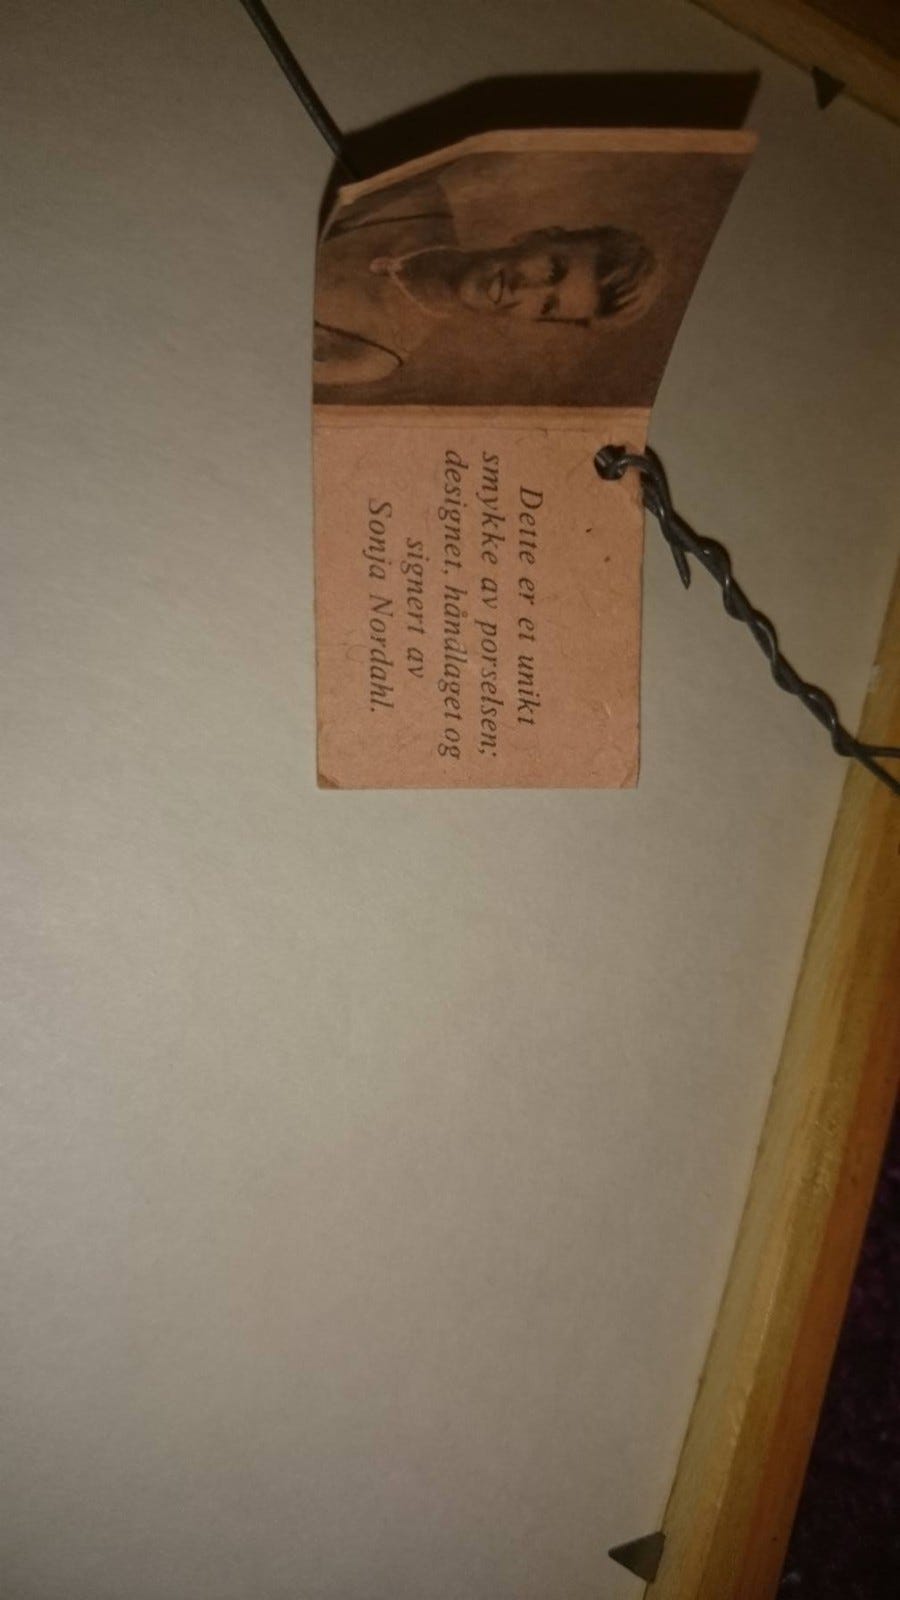 Dette er et unikt
smykke av porselen;
designet, håndlaget og
signert av
Sonja Nordahl.